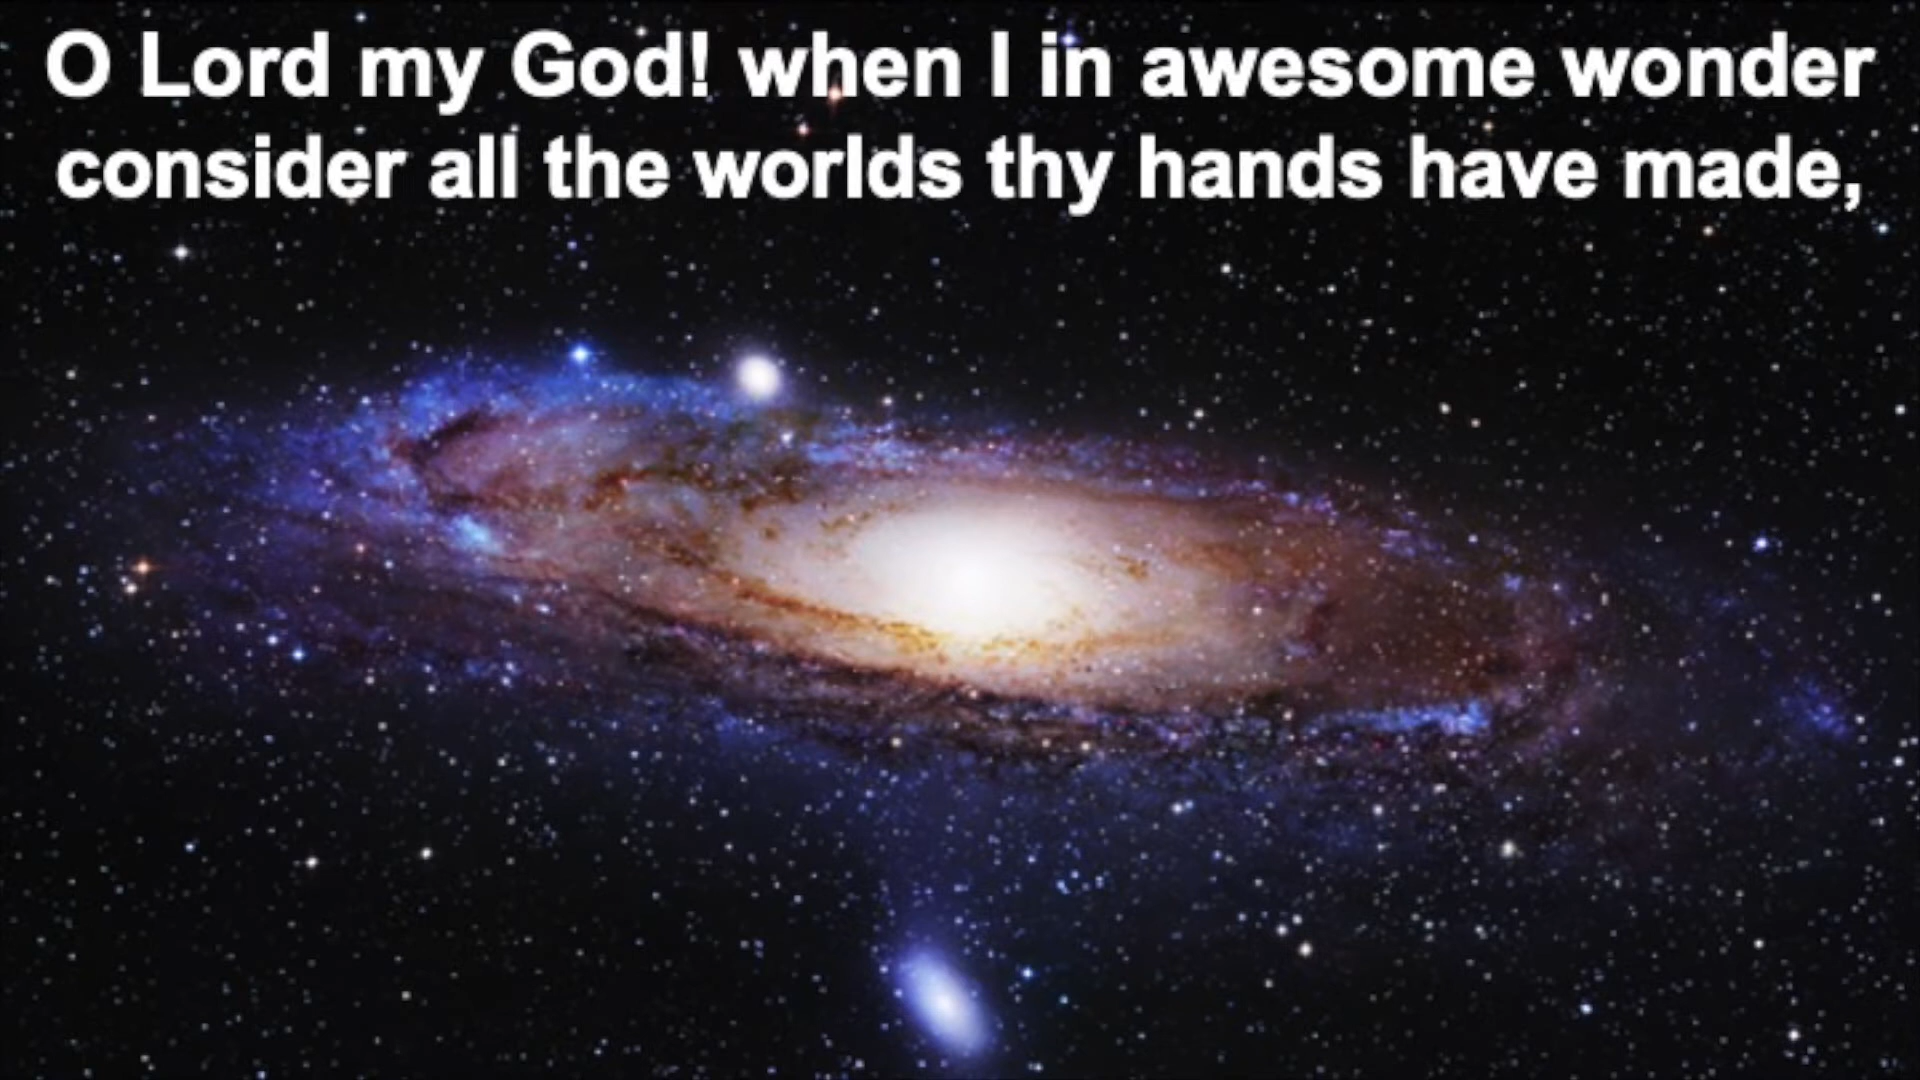 O Lord my God! when I in awesome wonder
consider all the worlds thy hands have made,